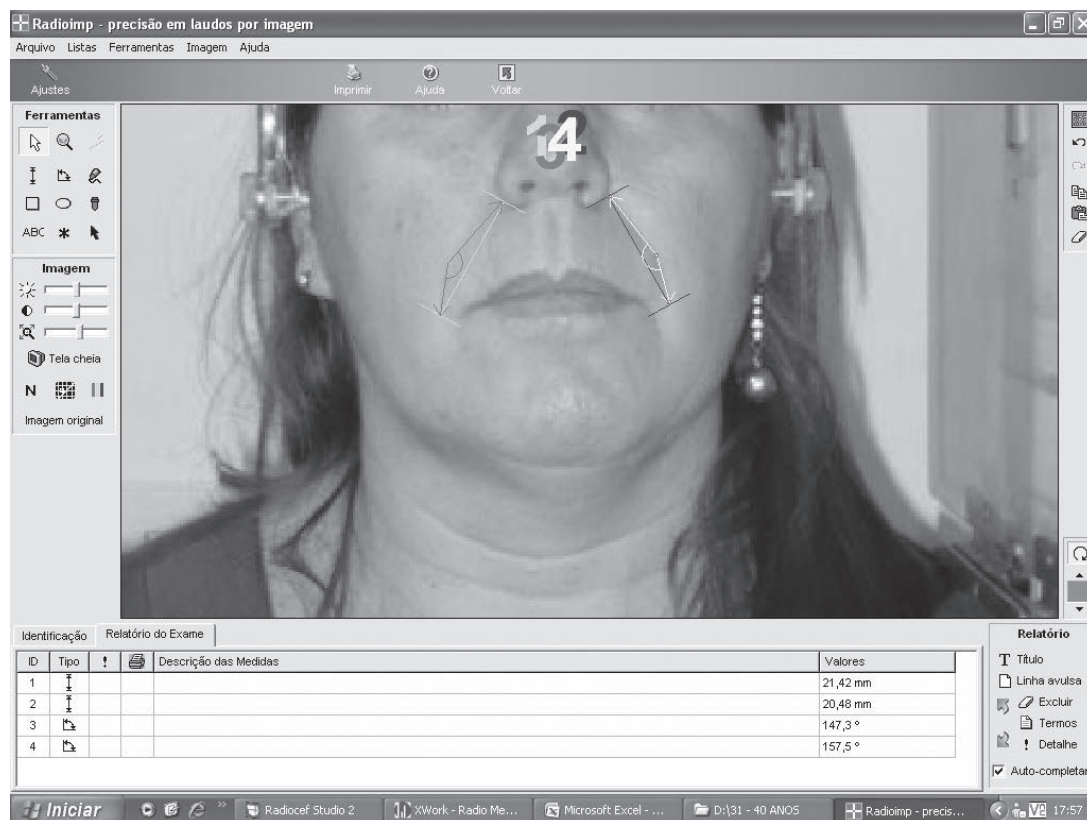 Radioimp - precisão em laudos por imagem
Arquivo Listas Ferramentas Imagem Ajuda
Ajustes Imprimir Ajuda Voltar
Ferramentas
ABC
Imagem
Tela cheia
N
Imagem original
4
Identificação Relatório do Exame
ID Tipo ! Descrição das Medidas Valores
1 21,42 mm
2 20,48 mm
3 147,3 °
4 157,5 °
Relatório
T Título
Linha avulsa
Excluir
Termos
! Detalhe
Auto-completar
Iniciar » Radiocef Studio 2 XWork - Radio Me... Microsoft Excel - ... D:\31 - 40 ANOS Radioimp - precis... 17:57